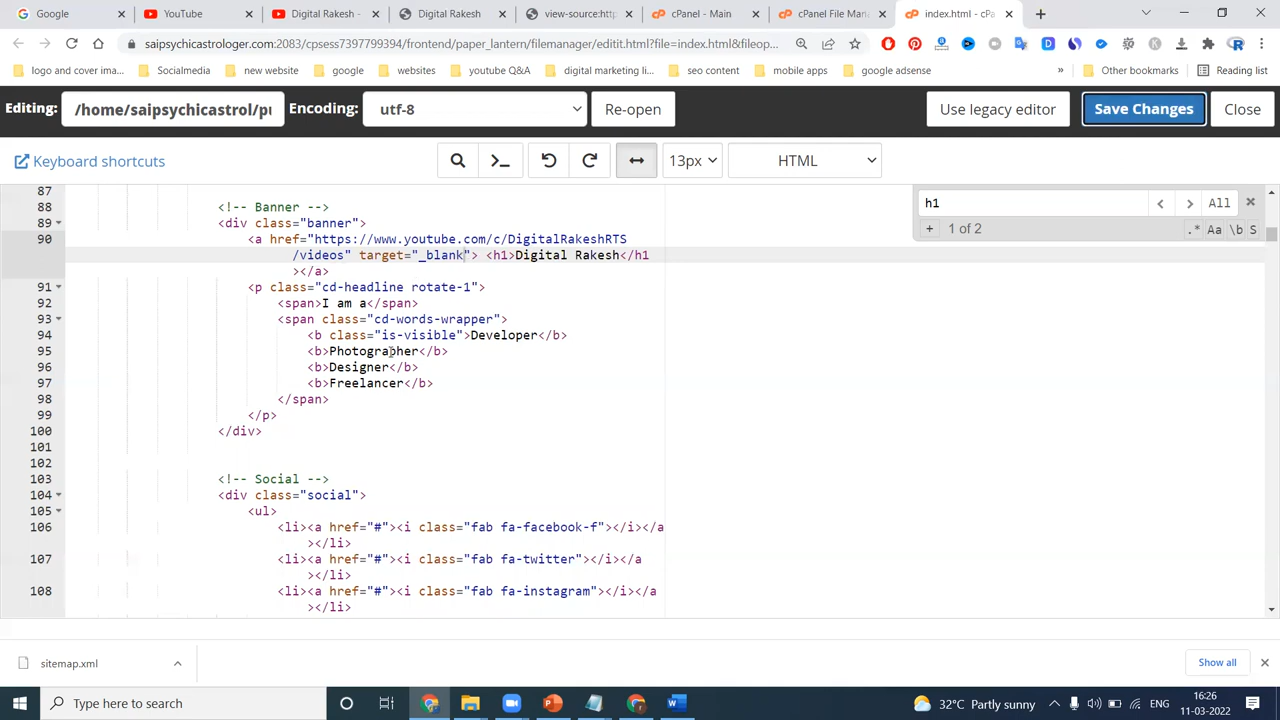 Google
YouTube
Digital Rakesh -
Digital Rakesh
view-source:http
cPanel - Main
cPanel File Man
index.html - cPa
saipsychicastrologer.com:2083/cpsess7397709394/frontend/paper_lantern/filemanager/editit.html?file=index.html&fileop...
logo and cover ima...
Socialmedia
new website
google
websites
youtube Q&A
digital marketing li...
seo content
mobile apps
google adsense
»
Other bookmarks
Reading list
Editing:
/home/saipsychicastrol/pu
Encoding:
utf-8
Re-open
Use legacy editor
Save Changes
Close
Keyboard shortcuts
13px
HTML
h1
All
1 of 2
.* Aa \b S
87
88 <!-- Banner -->
89 <div class="banner">
90 <a href="https://www.youtube.com/c/DigitalRakeshRTS
/videos" target="_blank"> <h1>Digital Rakesh</h1
></a>
91 <p class="cd-headline rotate-1">
92 <span>I am a</span>
93 <span class="cd-words-wrapper">
94 <b class="is-visible">Developer</b>
95 <b>Photographer</b>
96 <b>Designer</b>
97 <b>Freelancer</b>
98 </span>
99 </p>
100 </div>
101
102
103 <!-- Social -->
104 <div class="social">
105 <ul>
106 <li><a href="#"><i class="fab fa-facebook-f"></i></a
></li>
107 <li><a href="#"><i class="fab fa-twitter"></i></a
></li>
108 <li><a href="#"><i class="fab fa-instagram"></i></a
></li>
sitemap.xml
Show all
Type here to search
32°C Partly sunny
ENG
16:26
11-03-2022